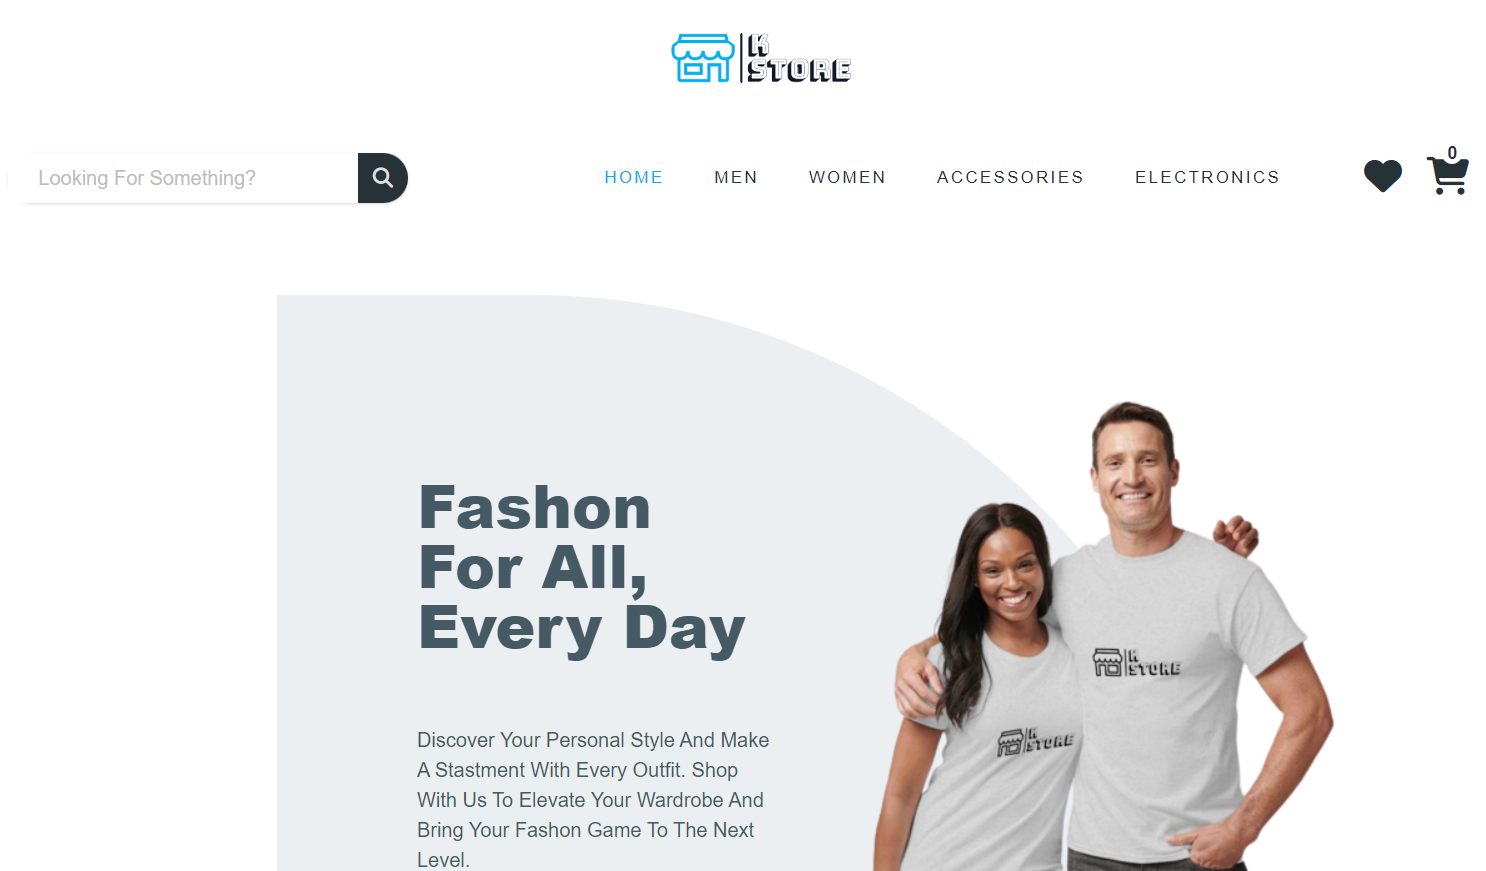 K
STORE
Looking For Something?
HOME
MEN
WOMEN
ACCESSORIES
ELECTRONICS
0
Fashon
For All,
Every Day
Discover Your Personal Style And Make
A Stastment With Every Outfit. Shop
With Us To Elevate Your Wardrobe And
Bring Your Fashon Game To The Next
Level.
K
STORE
K
STORE